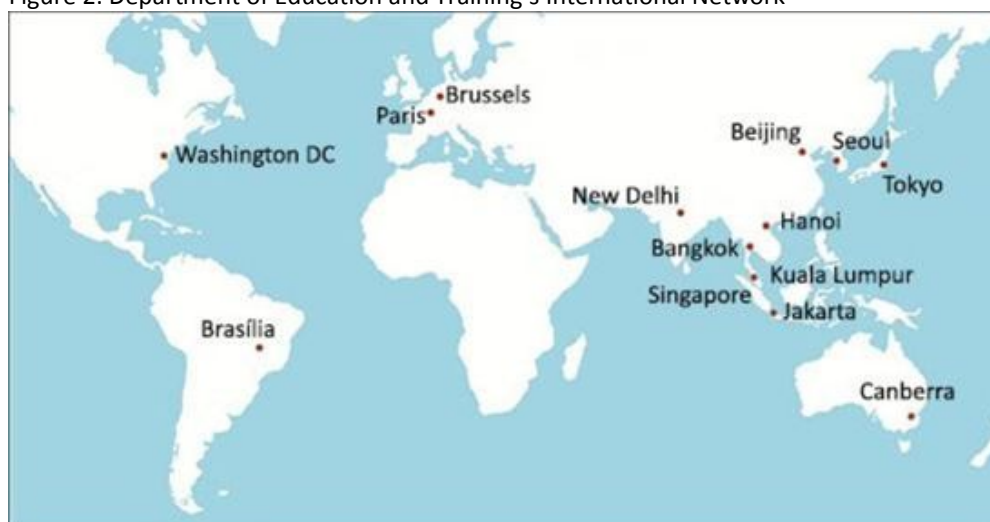 Figure 2: Department of Education and Training's International Network
Brussels
Paris
Washington DC
Beijing
Seoul
Tokyo
New Delhi
Hanoi
Bangkok
Kuala Lumpur
Singapore
Jakarta
Brasília
Canberra